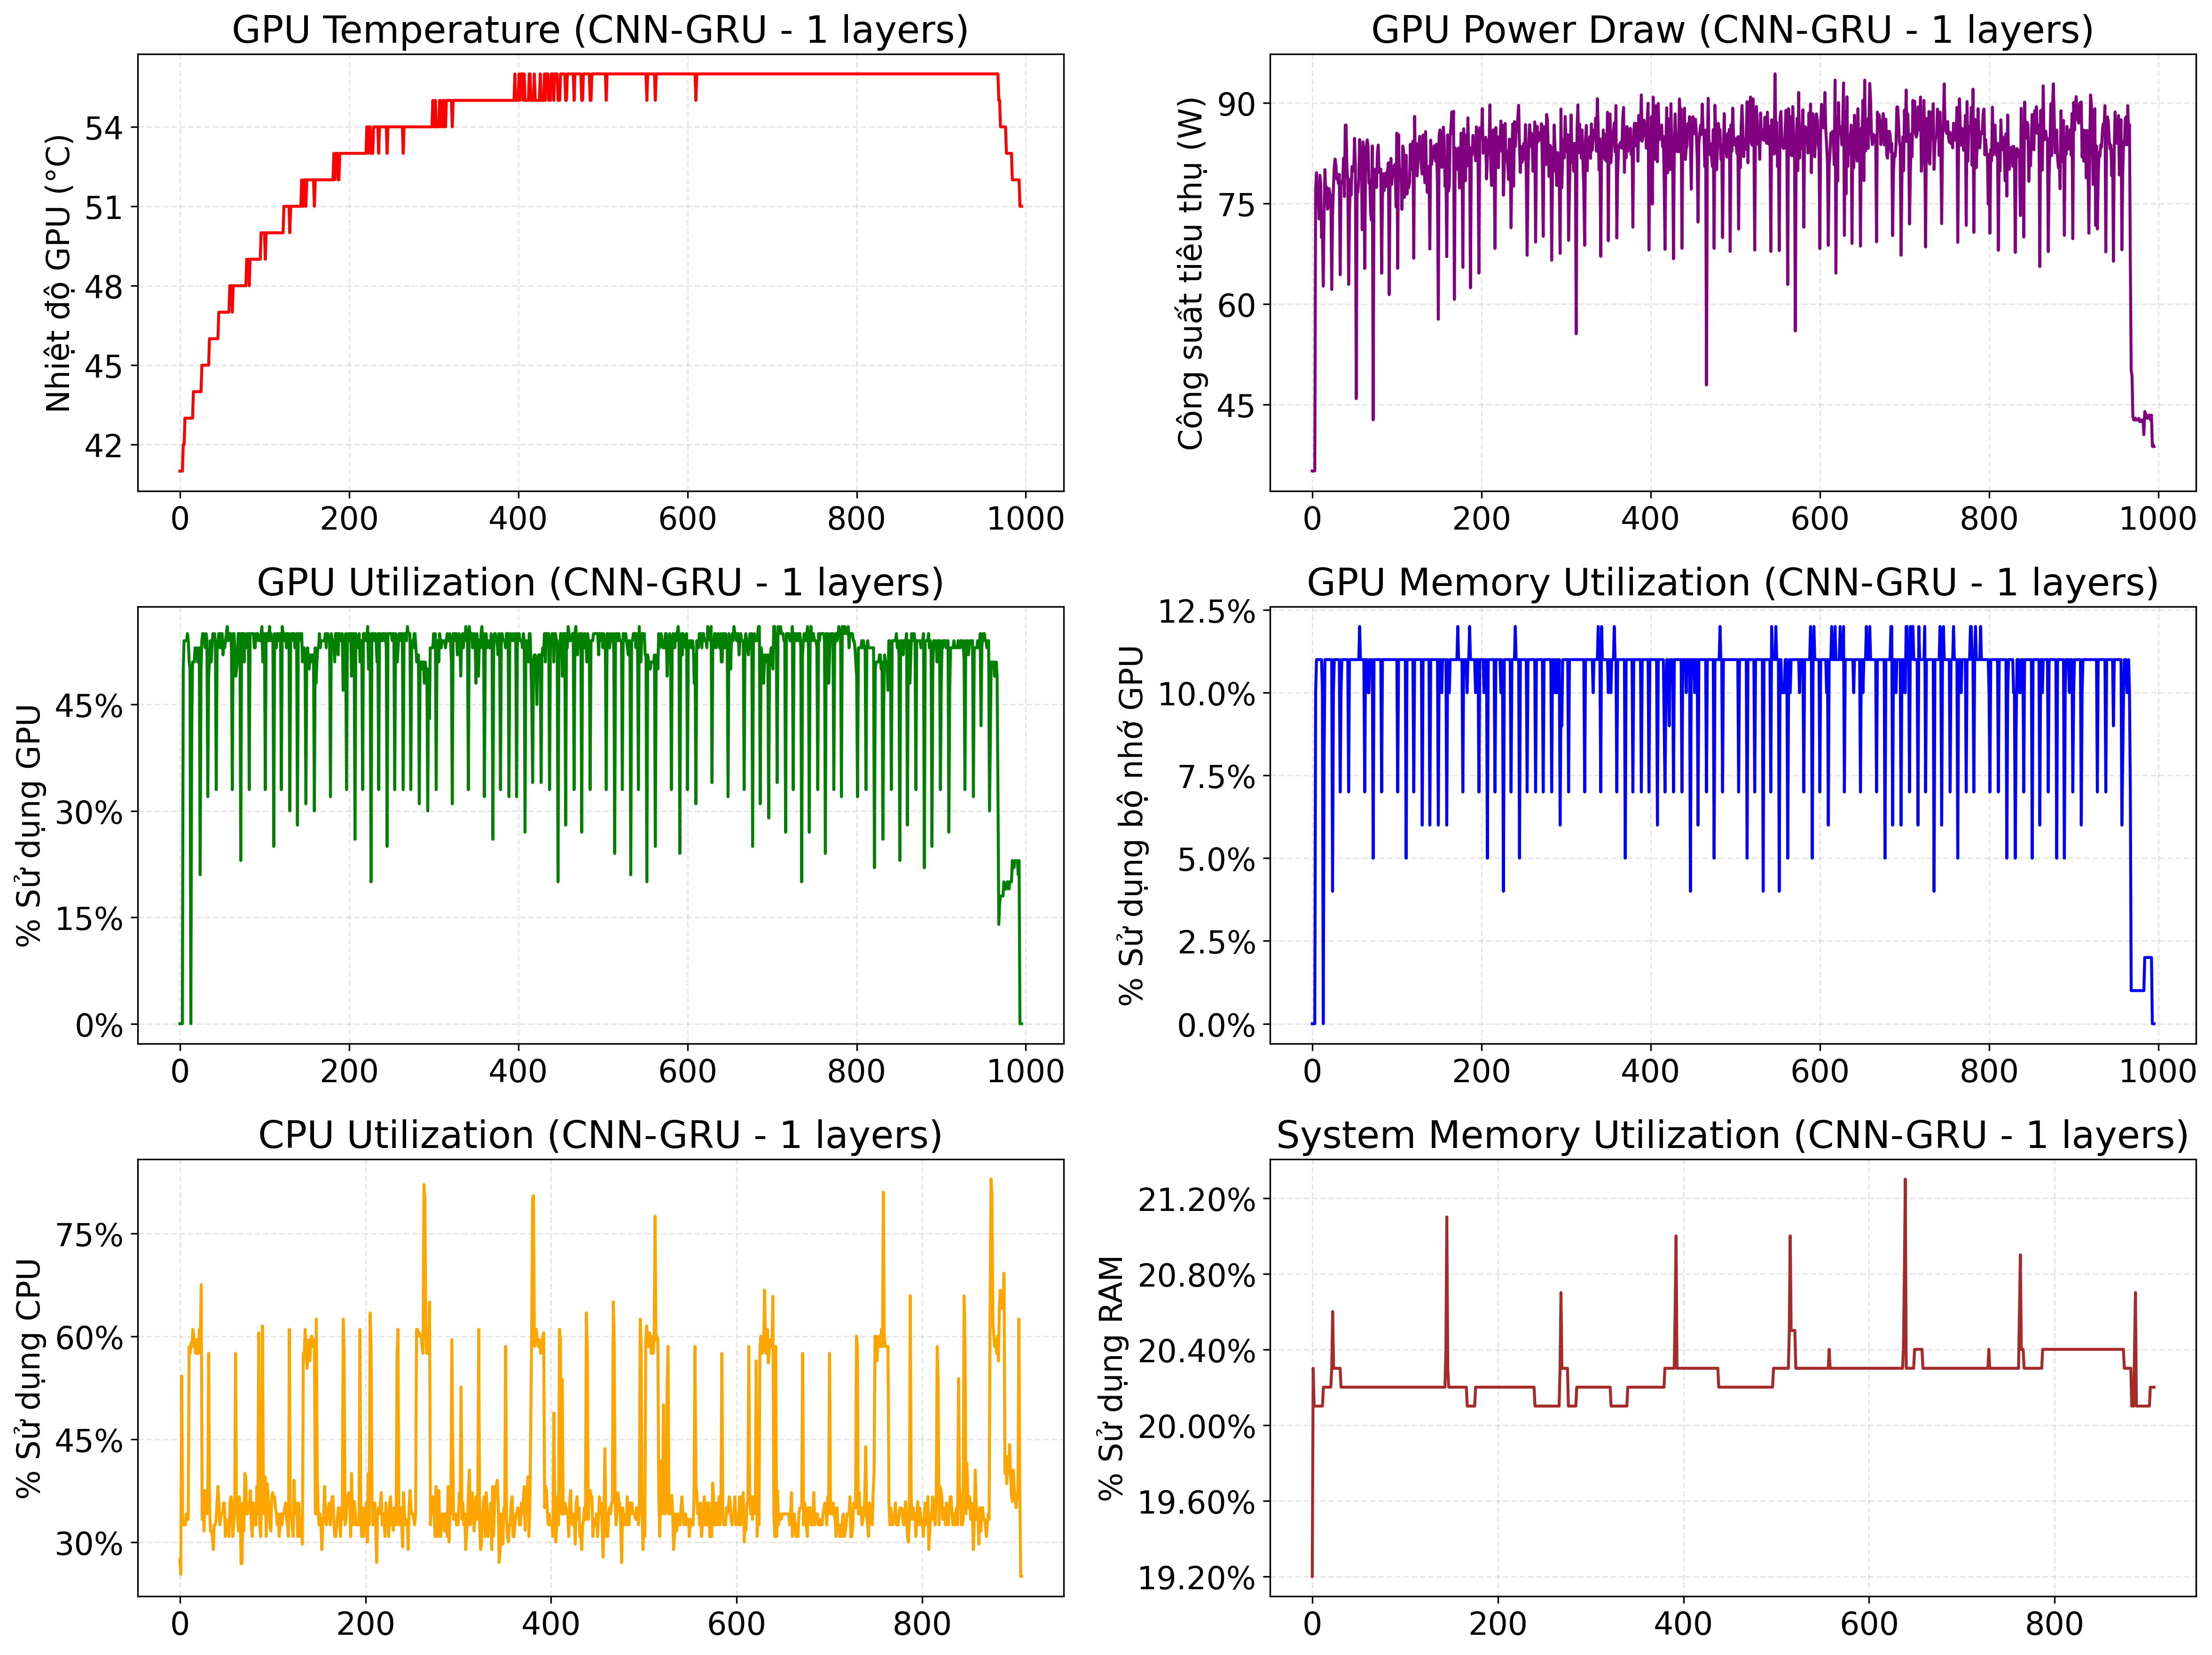 GPU Temperature (CNN-GRU - 1 layers)
Nhiệt độ GPU (°C)
54
51
48
45
42
0 200 400 600 800 1000
GPU Power Draw (CNN-GRU - 1 layers)
Công suất tiêu thụ (W)
90
75
60
45
0 200 400 600 800 1000
GPU Utilization (CNN-GRU - 1 layers)
% Sử dụng GPU
45%
30%
15%
0%
0 200 400 600 800 1000
GPU Memory Utilization (CNN-GRU - 1 layers)
% Sử dụng bộ nhớ GPU
12.5%
10.0%
7.5%
5.0%
2.5%
0.0%
0 200 400 600 800 1000
CPU Utilization (CNN-GRU - 1 layers)
% Sử dụng CPU
75%
60%
45%
30%
0 200 400 600 800
System Memory Utilization (CNN-GRU - 1 layers)
% Sử dụng RAM
21.20%
20.80%
20.40%
20.00%
19.60%
19.20%
0 200 400 600 800